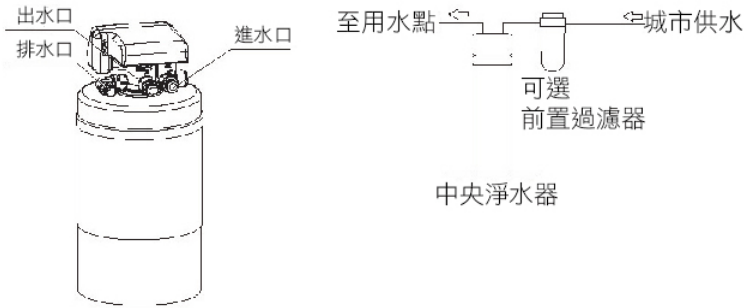 出水口
排水口
進水口
至用水點
城市供水
可選
前置過濾器
中央淨水器